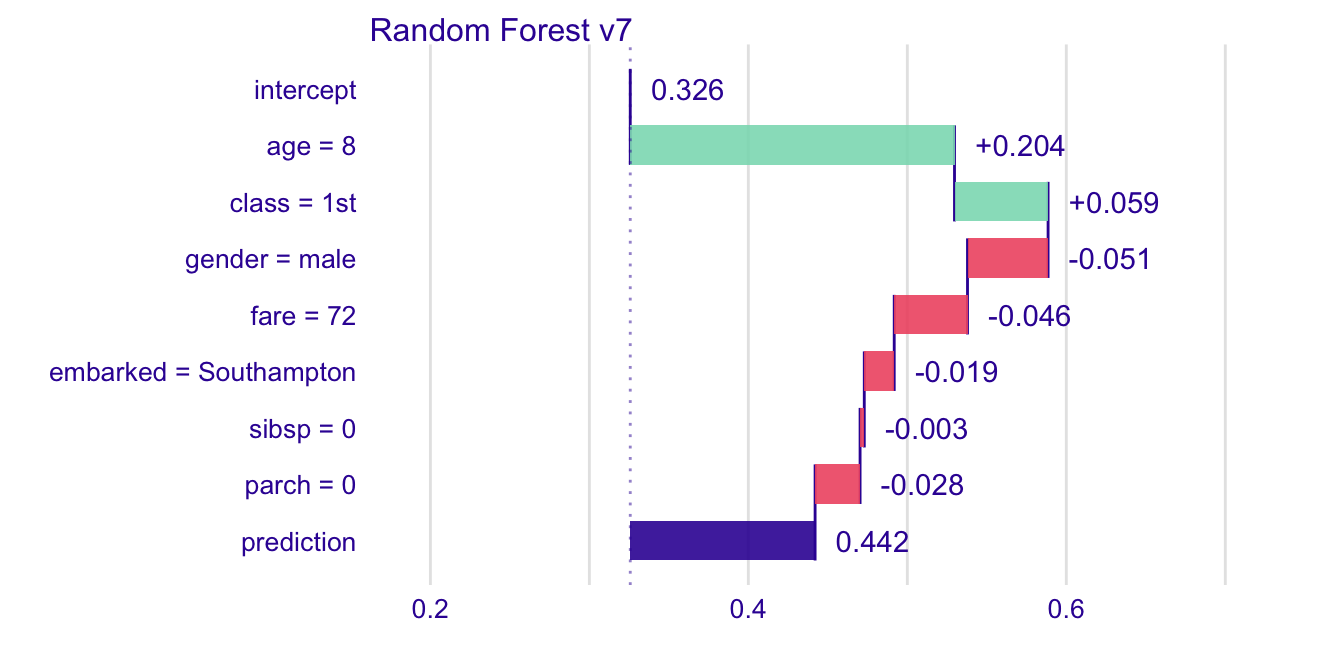 Random Forest v7
intercept 0.326
age = 8 +0.204
class = 1st +0.059
gender = male -0.051
fare = 72 -0.046
embarked = Southampton -0.019
sibsp = 0 -0.003
parch = 0 -0.028
prediction 0.442
0.2 0.4 0.6